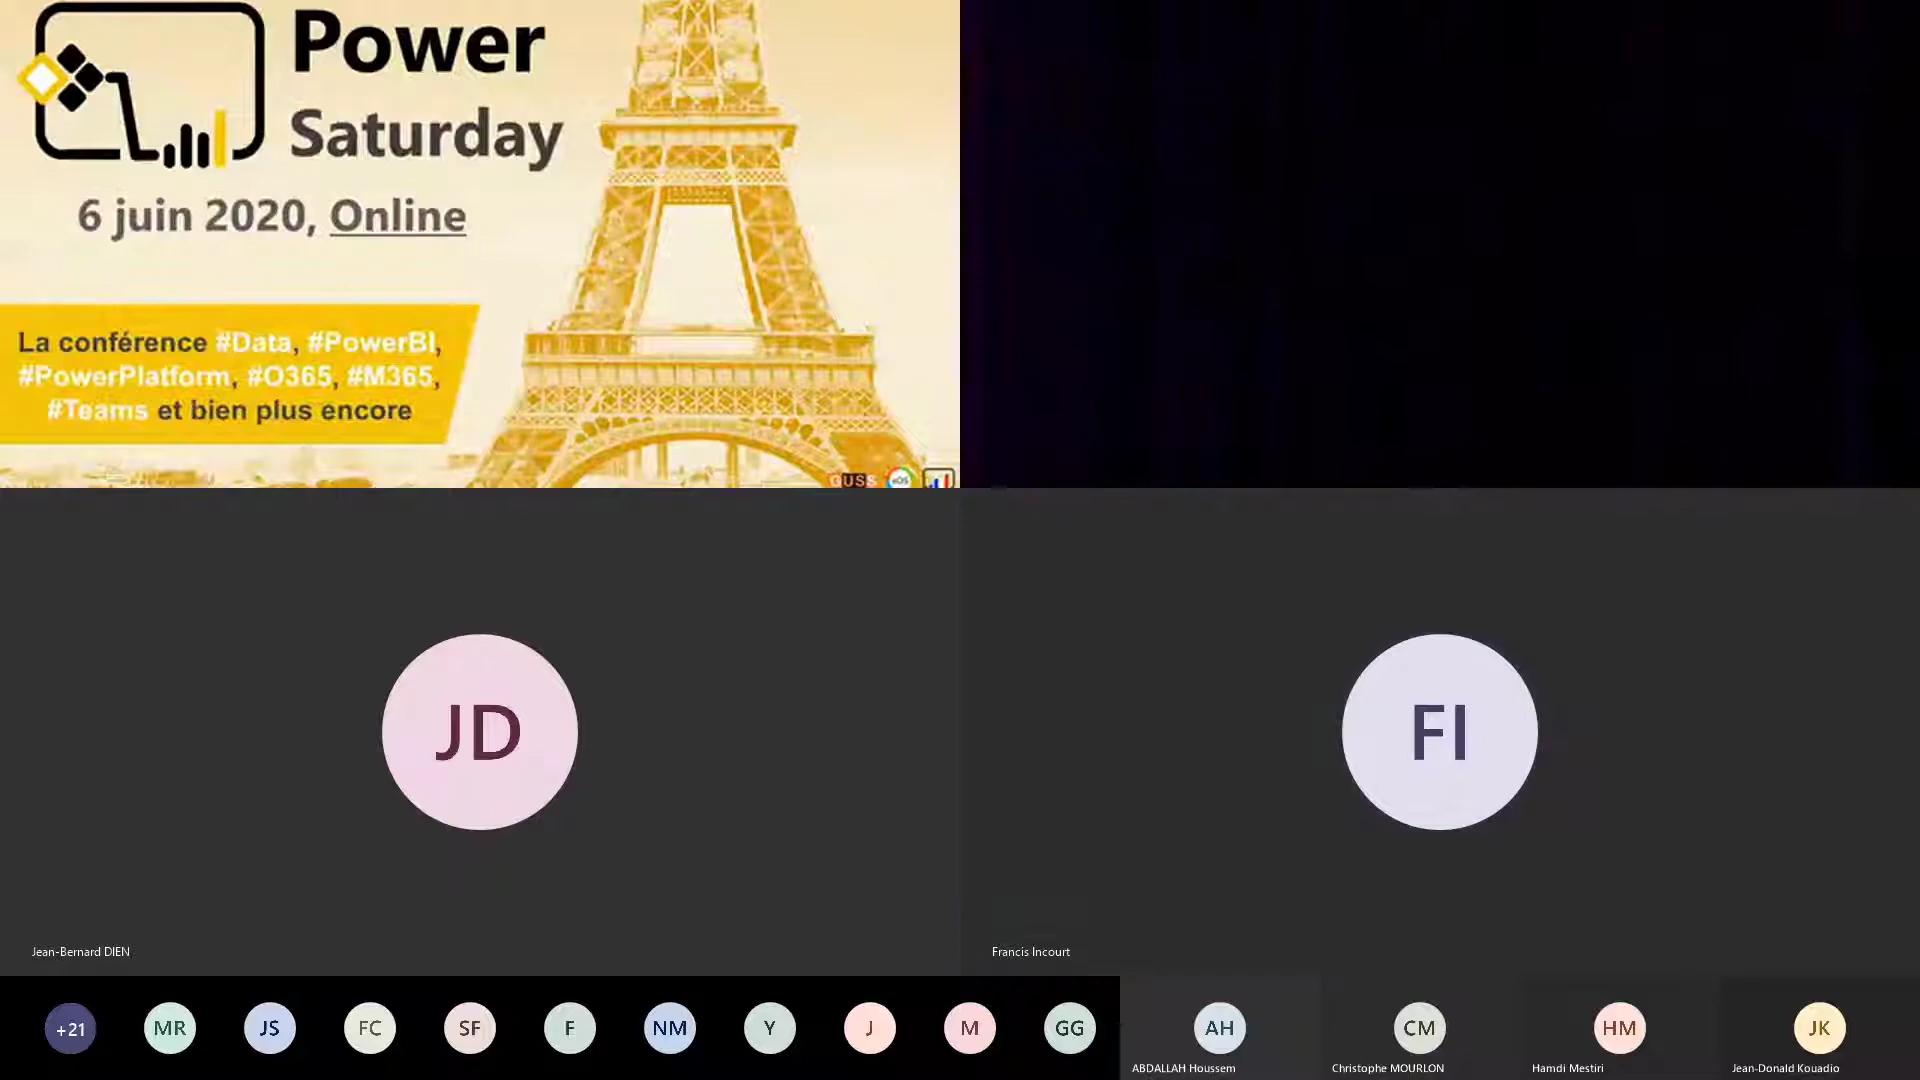 Power
Saturday
6 juin 2020, Online
La conférence #Data, #PowerBI,
#PowerPlatform, #O365, #M365,
#Teams et bien plus encore
GUSS
aOS
JD
FI
Jean-Bernard DIEN
Francis Incourt
+21
MR
JS
FC
SF
F
NM
Y
J
M
GG
AH
CM
HM
JK
ABDALLAH Houssem
Christophe MOURLON
Hamdi Mestiri
Jean-Donald Kouadio